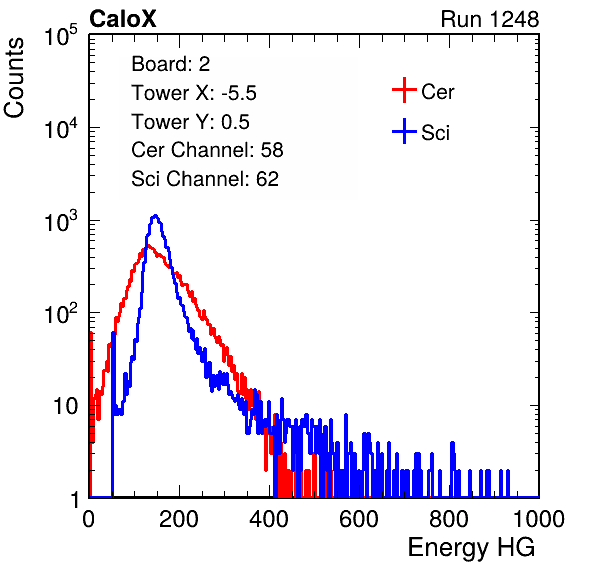 CaloX Run 1248
Counts
Board: 2
Tower X: -5.5
Tower Y: 0.5
Cer Channel: 58
Sci Channel: 62
Cer
Sci
10^5
10^4
10^3
10^2
10
1
0 200 400 600 800 1000
Energy HG